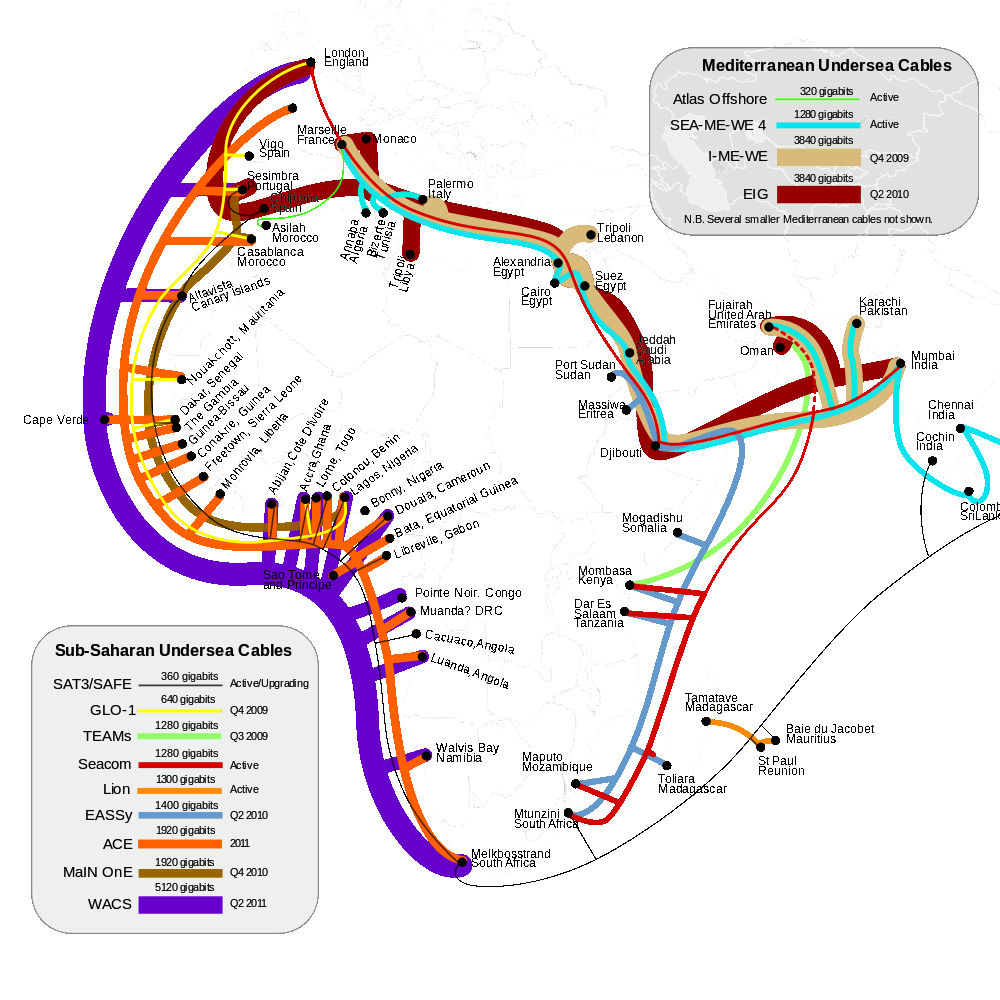 London
England
Mediterranean Undersea Cables
Atlas Offshore
320 gigabits
Active
SEA-ME-WE 4
1280 gigabits
Active
I-ME-WE
3840 gigabits
Q4 2009
EIG
3840 gigabits
Q2 2010
N.B. Several smaller Mediterranean cables not shown.
Marseille
France
Monaco
Vigo
Spain
Sesimbra
Portugal
Spain
Asilah
Morocco
Casablanca
Morocco
Palermo
Italy
Annaba
Algeria
Bizerte
Tunisia
Tripoli
Libya
Tripoli
Lebanon
Alexandria
Egypt
Cairo
Egypt
Suez
Egypt
Altavista
Canary Islands
Nouakchott, Mauritania
Dakar, Senegal
The Gambia
Guinea-Bissau
Conakrie, Guinea
Freetown, Sierra Leone
Monrovia, Liberia
Cape Verde
Abijan,Cote D'Ivoire
Accra,Ghana
Lome, Togo
Cotonou, Benin
Lagos, Nigeria
Bonny, Nigeria
Douala, Cameroun
Bata, Equatorial Guinea
Librevile, Gabon
Sao Tome
and Principe
Pointe Noir. Congo
Muanda? DRC
Cacuaco,Angola
Luanda,Angola
Walvis Bay
Namibia
Melkbosstrand
South Africa
Jeddah
Saudi
Arabia
Port Sudan
Sudan
Massiwa
Eritrea
Djibouti
Fujairah
United Arab
Emirates
Oman
Karachi
Pakistan
Mumbai
India
Chennai
India
Cochin
India
Colomb
SriLank
Mogadishu
Somalia
Mombasa
Kenya
Dar Es
Salaam
Tanzania
Tamatave
Madagascar
Baie du Jacobet
Mauritius
St Paul
Reunion
Toliara
Madagascar
Maputo
Mozambique
Mtunzini
South Africa
Sub-Saharan Undersea Cables
SAT3/SAFE
360 gigabits
Active/Upgrading
GLO-1
640 gigabits
Q4 2009
TEAMs
1280 gigabits
Q3 2009
Seacom
1280 gigabits
Active
Lion
1300 gigabits
Active
EASSy
1400 gigabits
Q2 2010
ACE
1920 gigabits
2011
MaIN OnE
1920 gigabits
Q4 2010
WACS
5120 gigabits
Q2 2011